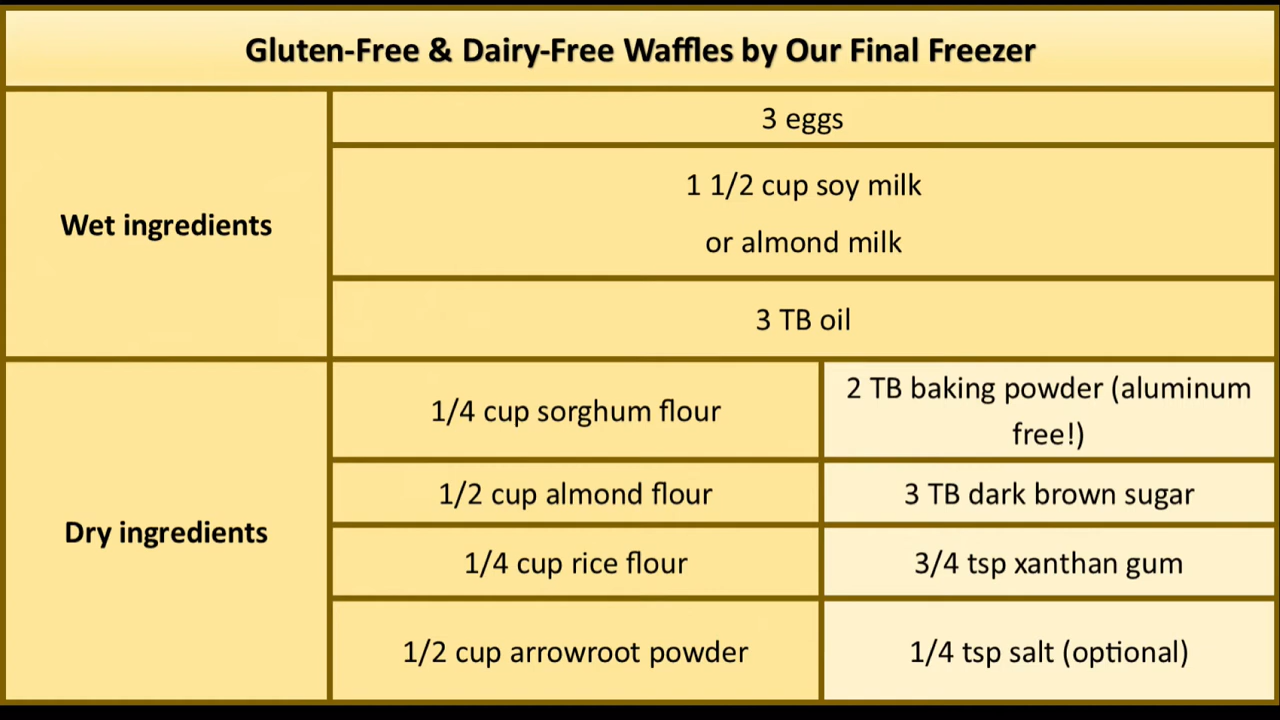 Gluten-Free & Dairy-Free Waffles by Our Final Freezer
Wet ingredients
3 eggs
1 1/2 cup soy milk
or almond milk
3 TB oil
Dry ingredients
1/4 cup sorghum flour
2 TB baking powder (aluminum
free!)
1/2 cup almond flour
3 TB dark brown sugar
1/4 cup rice flour
3/4 tsp xanthan gum
1/2 cup arrowroot powder
1/4 tsp salt (optional)